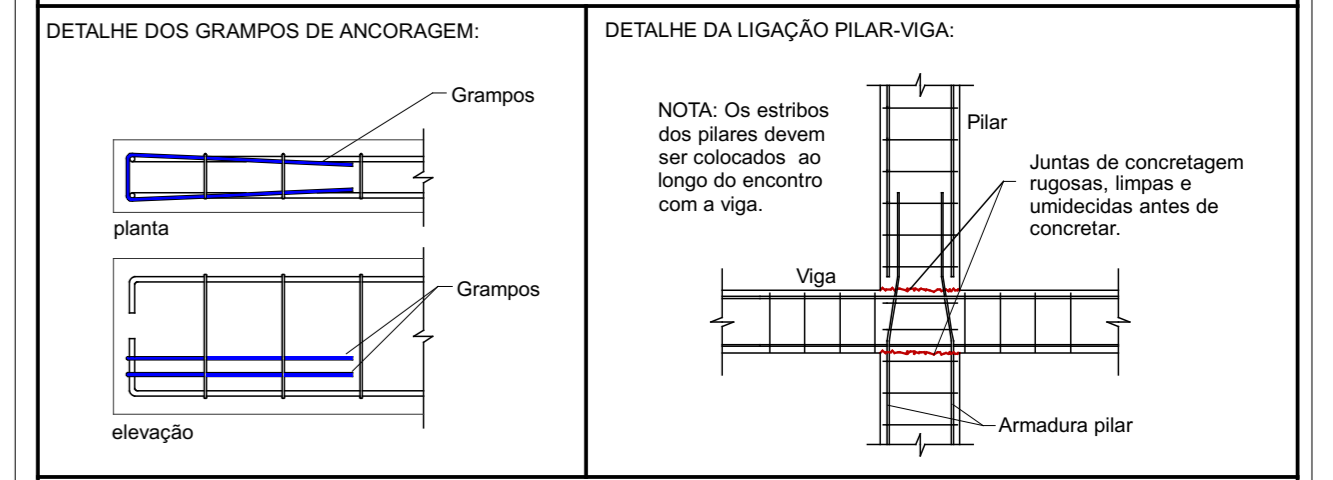 DETALHE DOS GRAMPOS DE ANCORAGEM:
Grampos
planta
Grampos
elevação
DETALHE DA LIGAÇÃO PILAR-VIGA:
NOTA: Os estribos
dos pilares devem
ser colocados ao
longo do encontro
com a viga.
Pilar
Juntas de concretagem
rugosas, limpas e
umidecidas antes de
concretar.
Viga
Armadura pilar